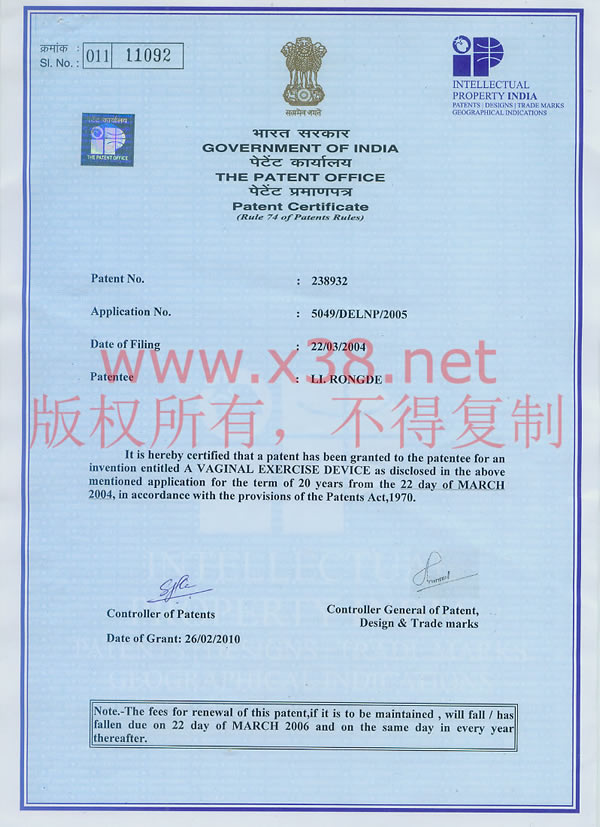 क्रमांक :
Sl. No. : 011 11092
INTELLECTUAL
PROPERTY INDIA
PATENTS | DESIGNS | TRADE MARKS
GEOGRAPHICAL INDICATIONS
सत्यमेव जयते
पेटेंट कार्यालय
THE PATENT OFFICE
भारत सरकार
GOVERNMENT OF INDIA
पेटेंट कार्यालय
THE PATENT OFFICE
पेटेंट प्रमाणपत्र
Patent Certificate
(Rule 74 of Patents Rules)
Patent No. : 238932
Application No. : 5049/DELNP/2005
Date of Filing : 22/03/2004
www.x38.net
Patentee : LI. RONGDE
版权所有，不得复制
It is hereby certified that a patent has been granted to the patentee for an
invention entitled A VAGINAL EXERCISE DEVICE as disclosed in the above
mentioned application for the term of 20 years from the 22 day of MARCH
2004, in accordance with the provisions of the Patents Act,1970.
INTELLECTUAL
Controller of Patents
Controller General of Patent,
Design & Trade marks
Date of Grant: 26/02/2010
GEOGRAPHICAL INDICATIONS
Note.-The fees for renewal of this patent,if it is to be maintained , will fall / has
fallen due on 22 day of MARCH 2006 and on the same day in every year
thereafter.